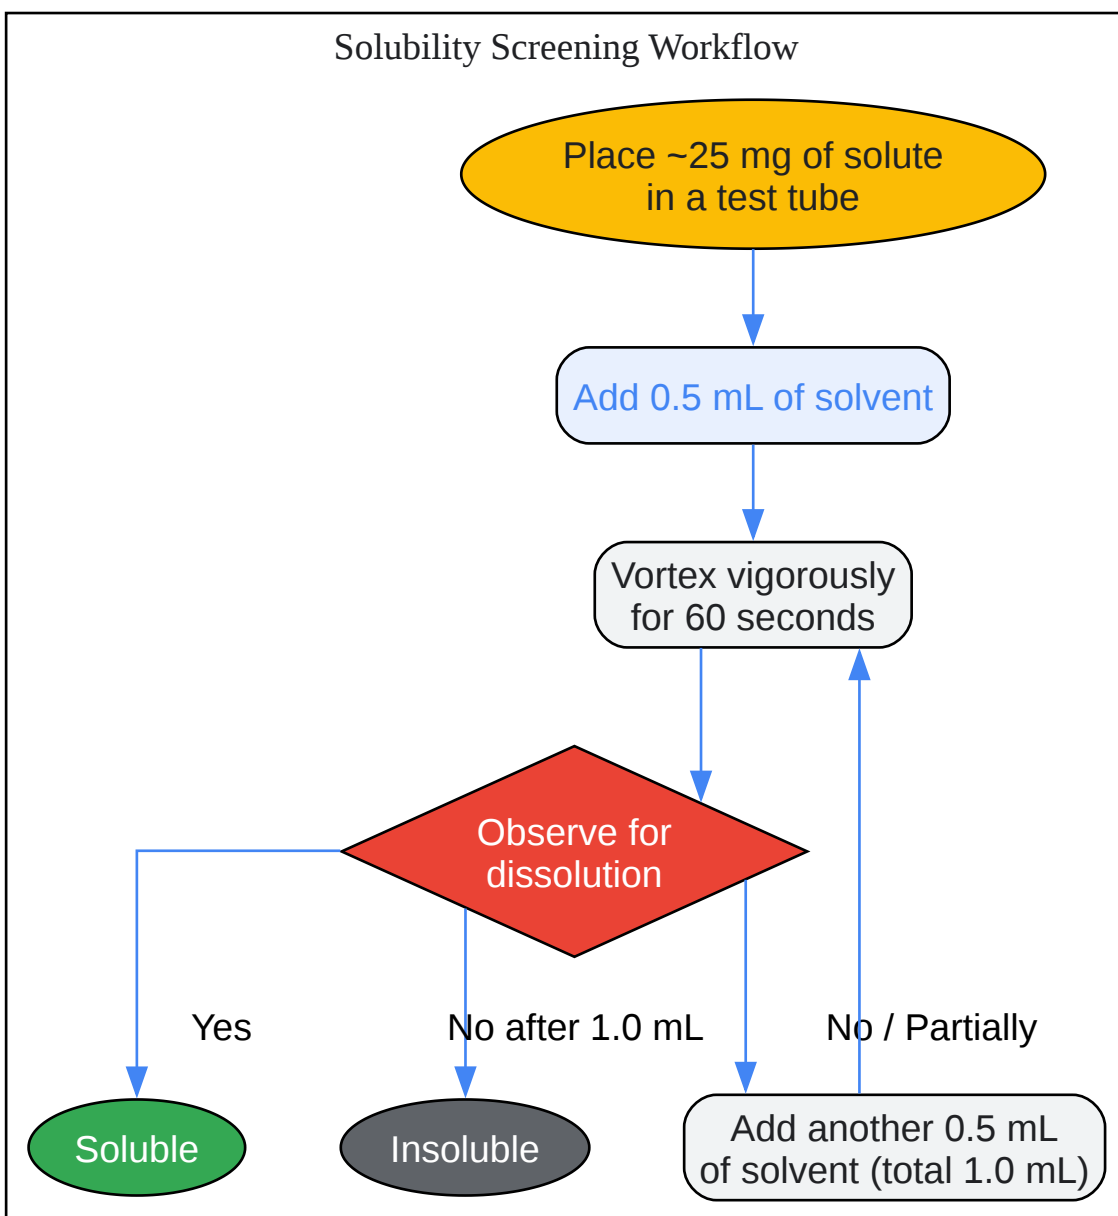 Solubility Screening Workflow
Place ~25 mg of solute
in a test tube
Add 0.5 mL of solvent
Vortex vigorously
for 60 seconds
Observe for
dissolution
Yes
No after 1.0 mL
No / Partially
Soluble
Insoluble
Add another 0.5 mL
of solvent (total 1.0 mL)